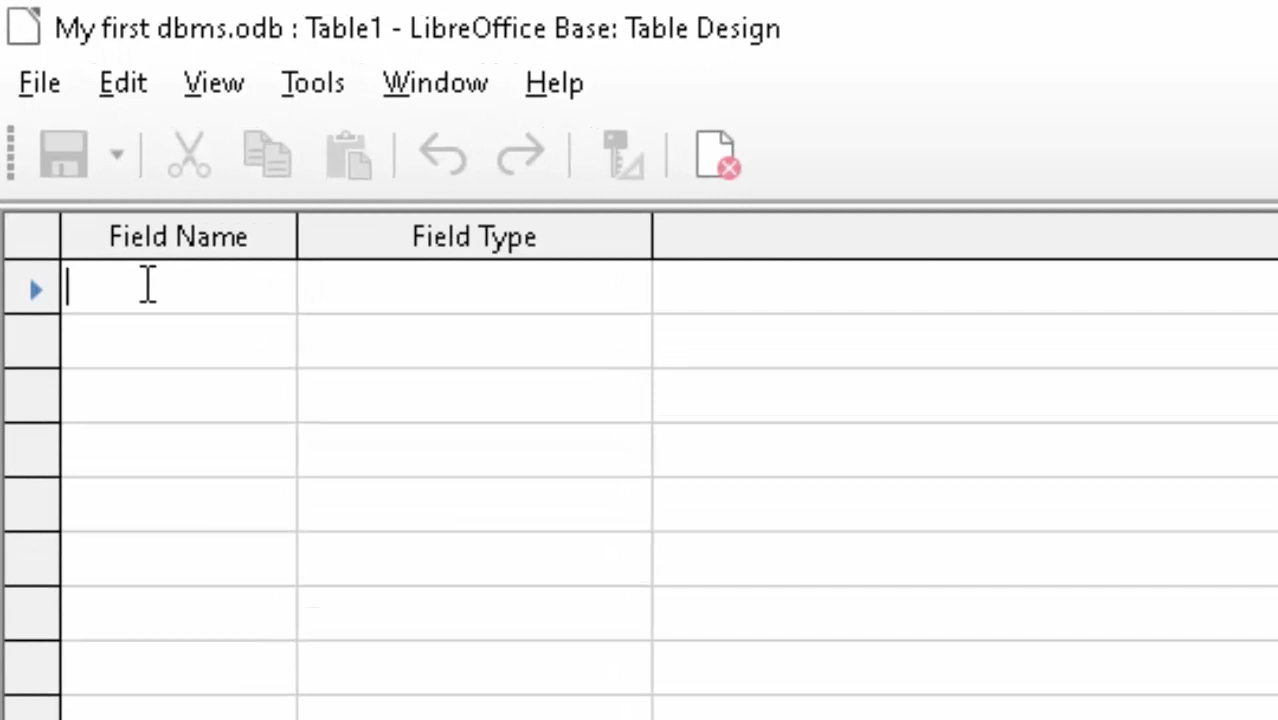 My first dbms.odb : Table1 - LibreOffice Base: Table Design
File Edit View Tools Window Help
Field Name Field Type